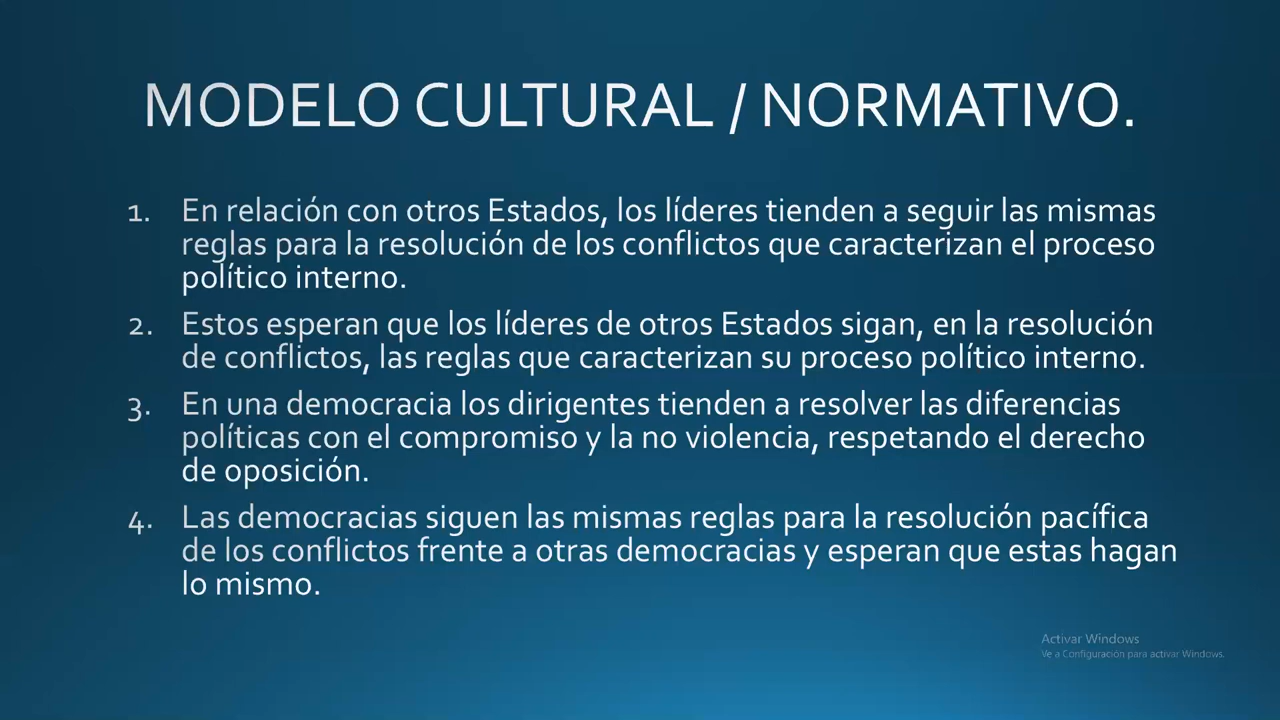 MODELO CULTURAL / NORMATIVO.
1. En relación con otros Estados, los líderes tienden a seguir las mismas
reglas para la resolución de los conflictos que caracterizan el proceso
político interno.
2. Estos esperan que los líderes de otros Estados sigan, en la resolución
de conflictos, las reglas que caracterizan su proceso político interno.
3. En una democracia los dirigentes tienden a resolver las diferencias
políticas con el compromiso y la no violencia, respetando el derecho
de oposición.
4. Las democracias siguen las mismas reglas para la resolución pacífica
de los conflictos frente a otras democracias y esperan que estas hagan
lo mismo.
Activar Windows
Ve a Configuración para activar Windows.